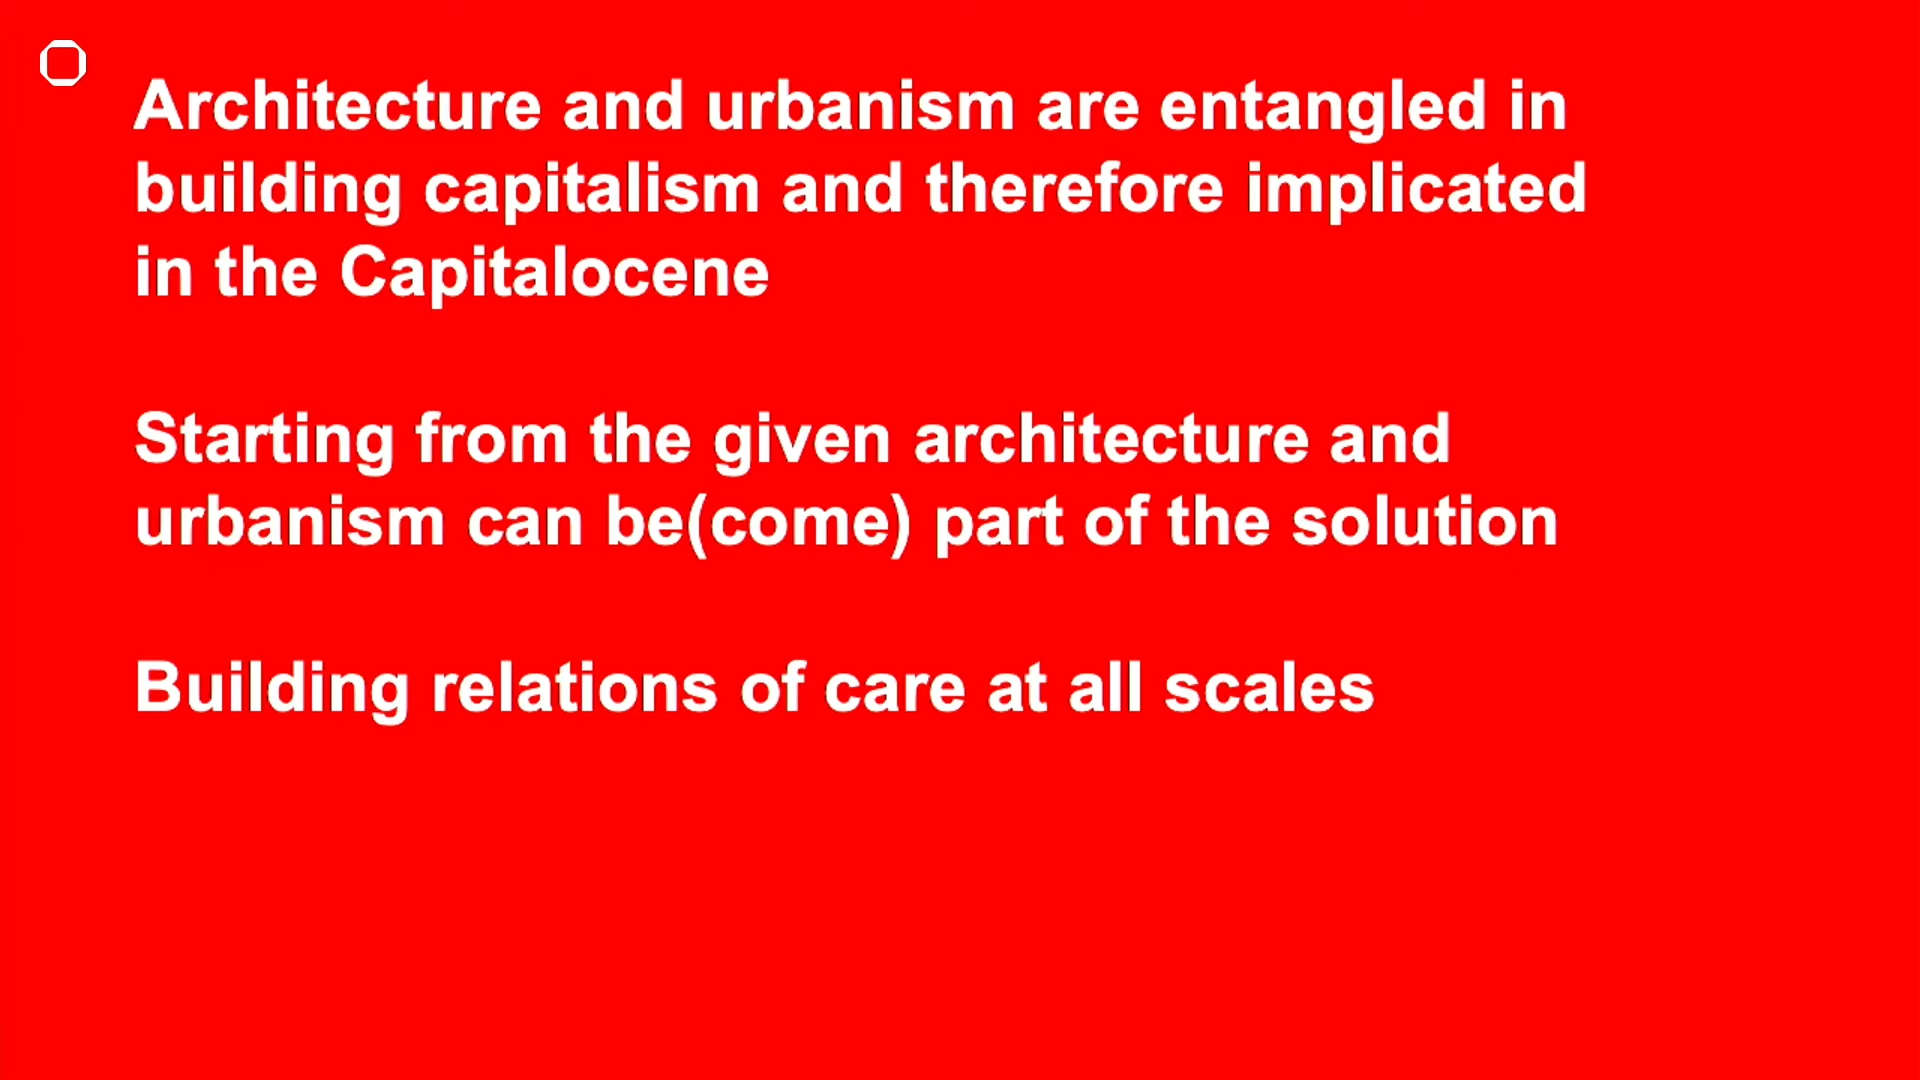 Architecture and urbanism are entangled in
building capitalism and therefore implicated
in the Capitalocene
Starting from the given architecture and
urbanism can be(come) part of the solution
Building relations of care at all scales